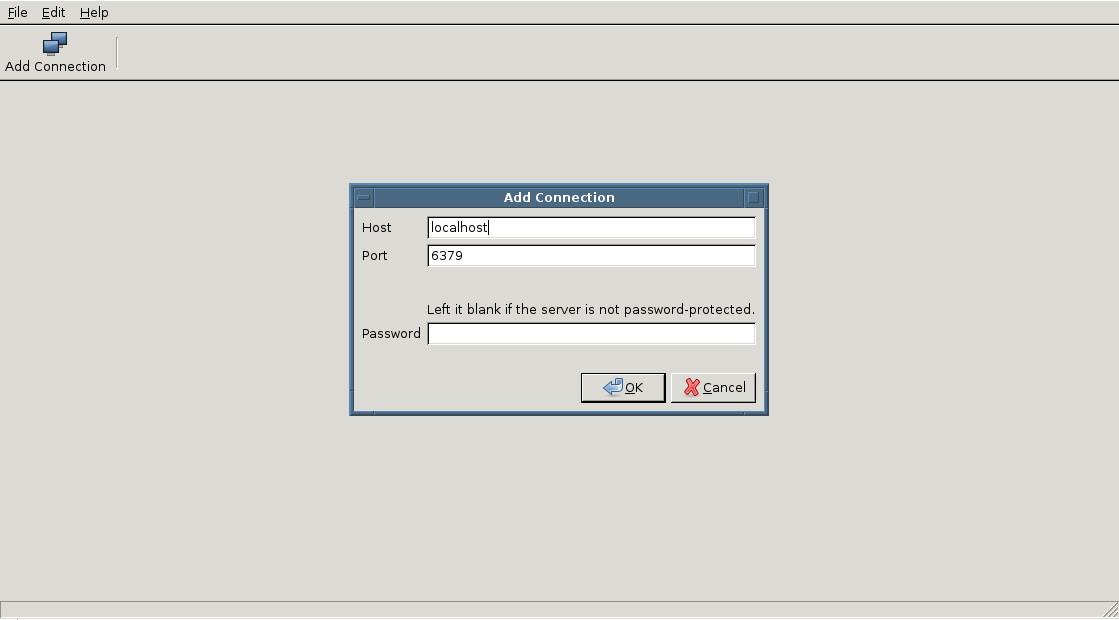 File Edit Help
Add Connection
Add Connection
Host localhost
Port 6379
Left it blank if the server is not password-protected.
Password
OK Cancel